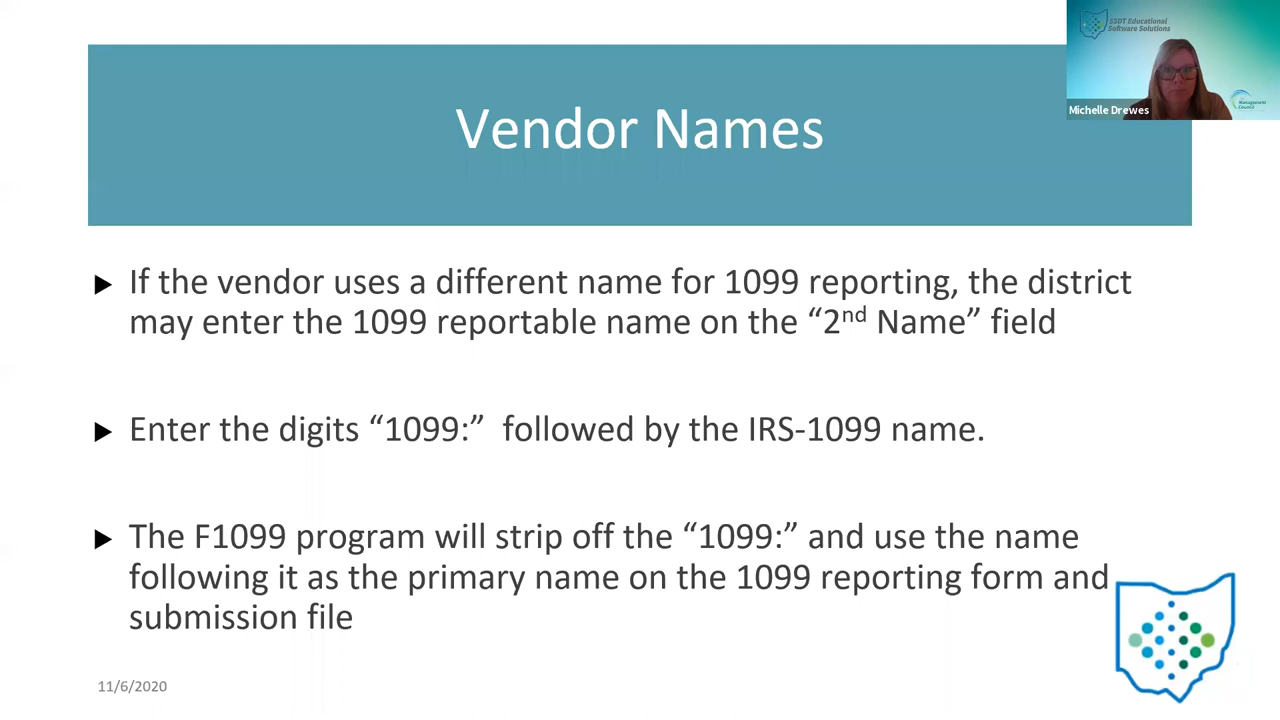 SSDT Educational
Software Solutions
Management
Council
Michelle Drewes
Vendor Names
If the vendor uses a different name for 1099 reporting, the district
may enter the 1099 reportable name on the “2nd Name” field
Enter the digits “1099:”  followed by the IRS-1099 name.
The F1099 program will strip off the “1099:” and use the name
following it as the primary name on the 1099 reporting form and
submission file
11/6/2020